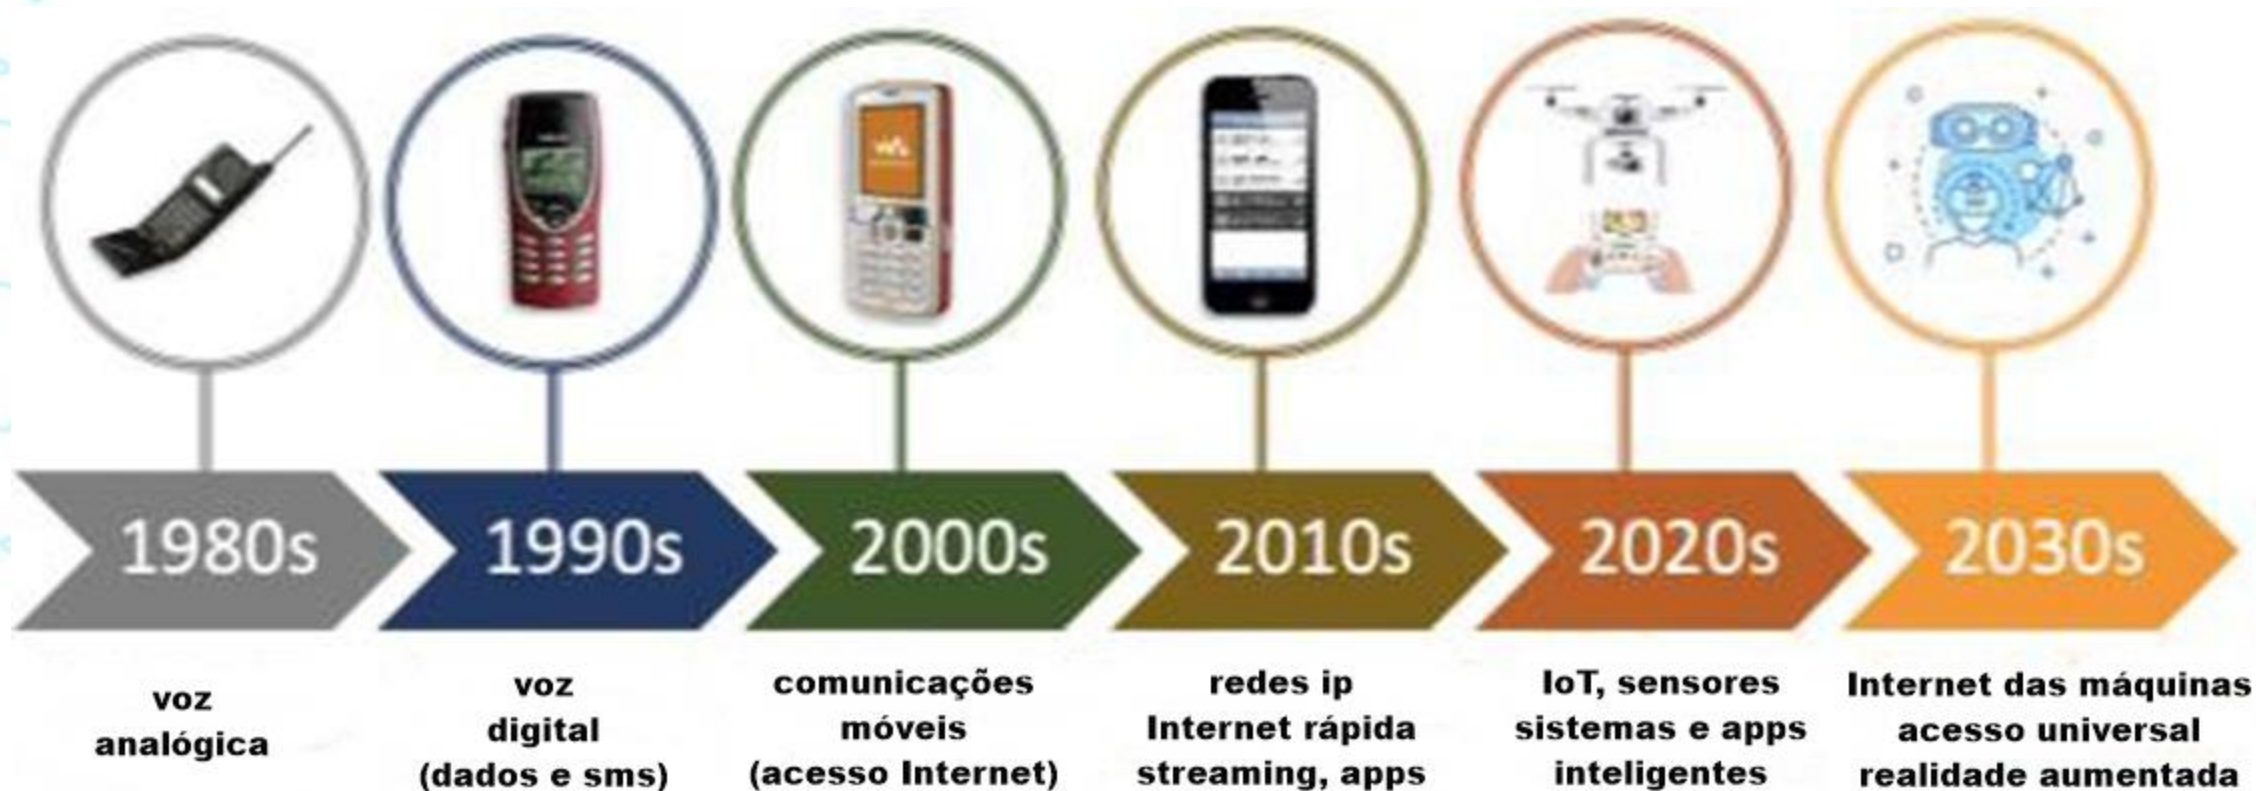 1980s
1990s
2000s
2010s
2020s
2030s
voz
analógica
voz
digital
(dados e sms)
comunicações
móveis
(acesso Internet)
redes ip
Internet rápida
streaming, apps
IoT, sensores
sistemas e apps
inteligentes
Internet das máquinas
acesso universal
realidade aumentada